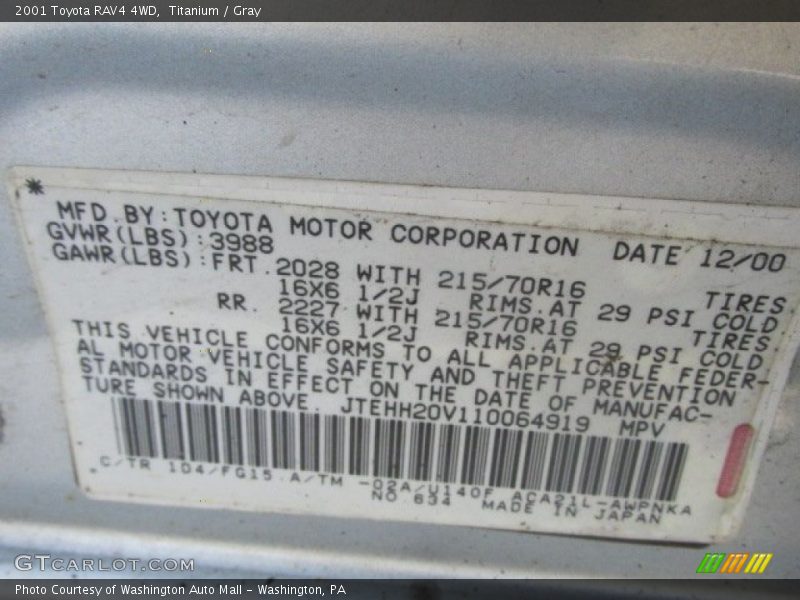 2001 Toyota RAV4 4WD,  Titanium / Gray
MFD.BY:TOYOTA MOTOR CORPORATION DATE 12/00
GVWR(LBS):3988
GAWR(LBS):FRT.2028 WITH 215/70R16 TIRES
16X6 1/2J RIMS.AT 29 PSI COLD
RR. 2227 WITH 215/70R16 TIRES
16X6 1/2J RIMS.AT 29 PSI COLD
THIS VEHICLE CONFORMS TO ALL APPLICABLE FEDER-
AL MOTOR VEHICLE SAFETY AND THEFT PREVENTION
STANDARDS IN EFFECT ON THE DATE OF MANUFAC-
TURE SHOWN ABOVE. JTEHH20V110064919 MPV
C/TR 1D4/FG15.A/TM -02A/U140F ACA21L-AWPNKA
NO 634 MADE IN JAPAN
GTCARLOT.COM
Photo Courtesy of Washington Auto Mall - Washington, PA